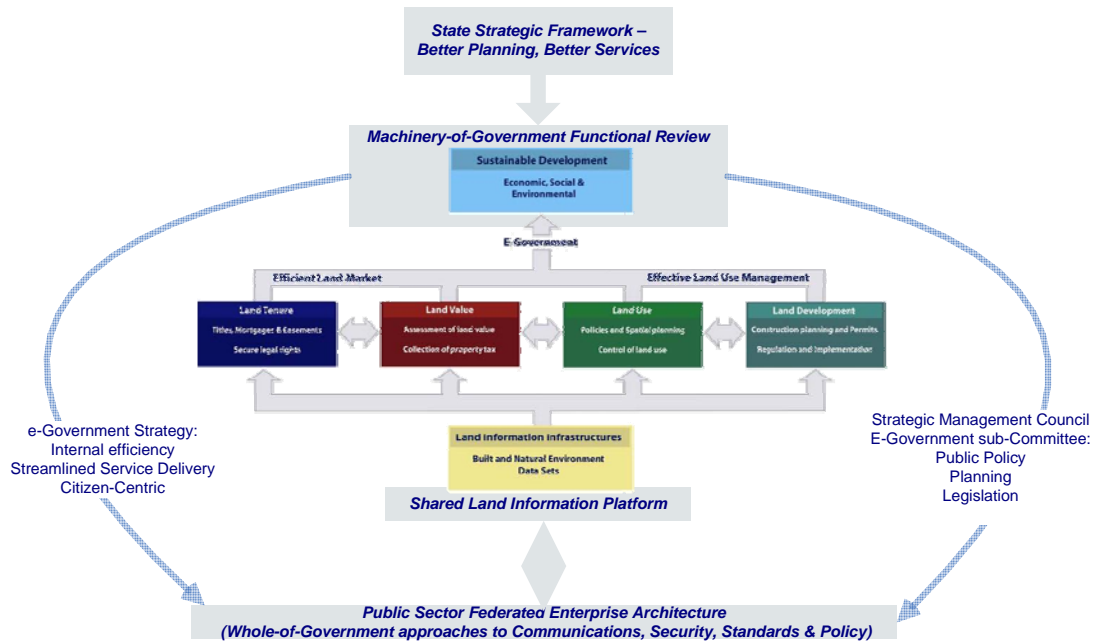 State Strategic Framework –
Better Planning, Better Services
Machinery-of-Government Functional Review
Sustainable Development
Economic, Social &
Environmental
E-Government
Efficient Land Market
Effective Land Use Management
Land Tenure
Titles, Mortgages & Easements
Secure legal rights
Land Value
Assessment of land value
Collection of property tax
Land Use
Policies and Spatial planning
Control of land use
Land Development
Construction planning and Permits
Regulation and Implementation
e-Government Strategy:
Internal efficiency
Streamlined Service Delivery
Citizen-Centric
Strategic Management Council
E-Government sub-Committee:
Public Policy
Planning
Legislation
Land Information Infrastructures
Built and Natural Environment
Data Sets
Shared Land Information Platform
Public Sector Federated Enterprise Architecture
(Whole-of-Government approaches to Communications, Security, Standards & Policy)